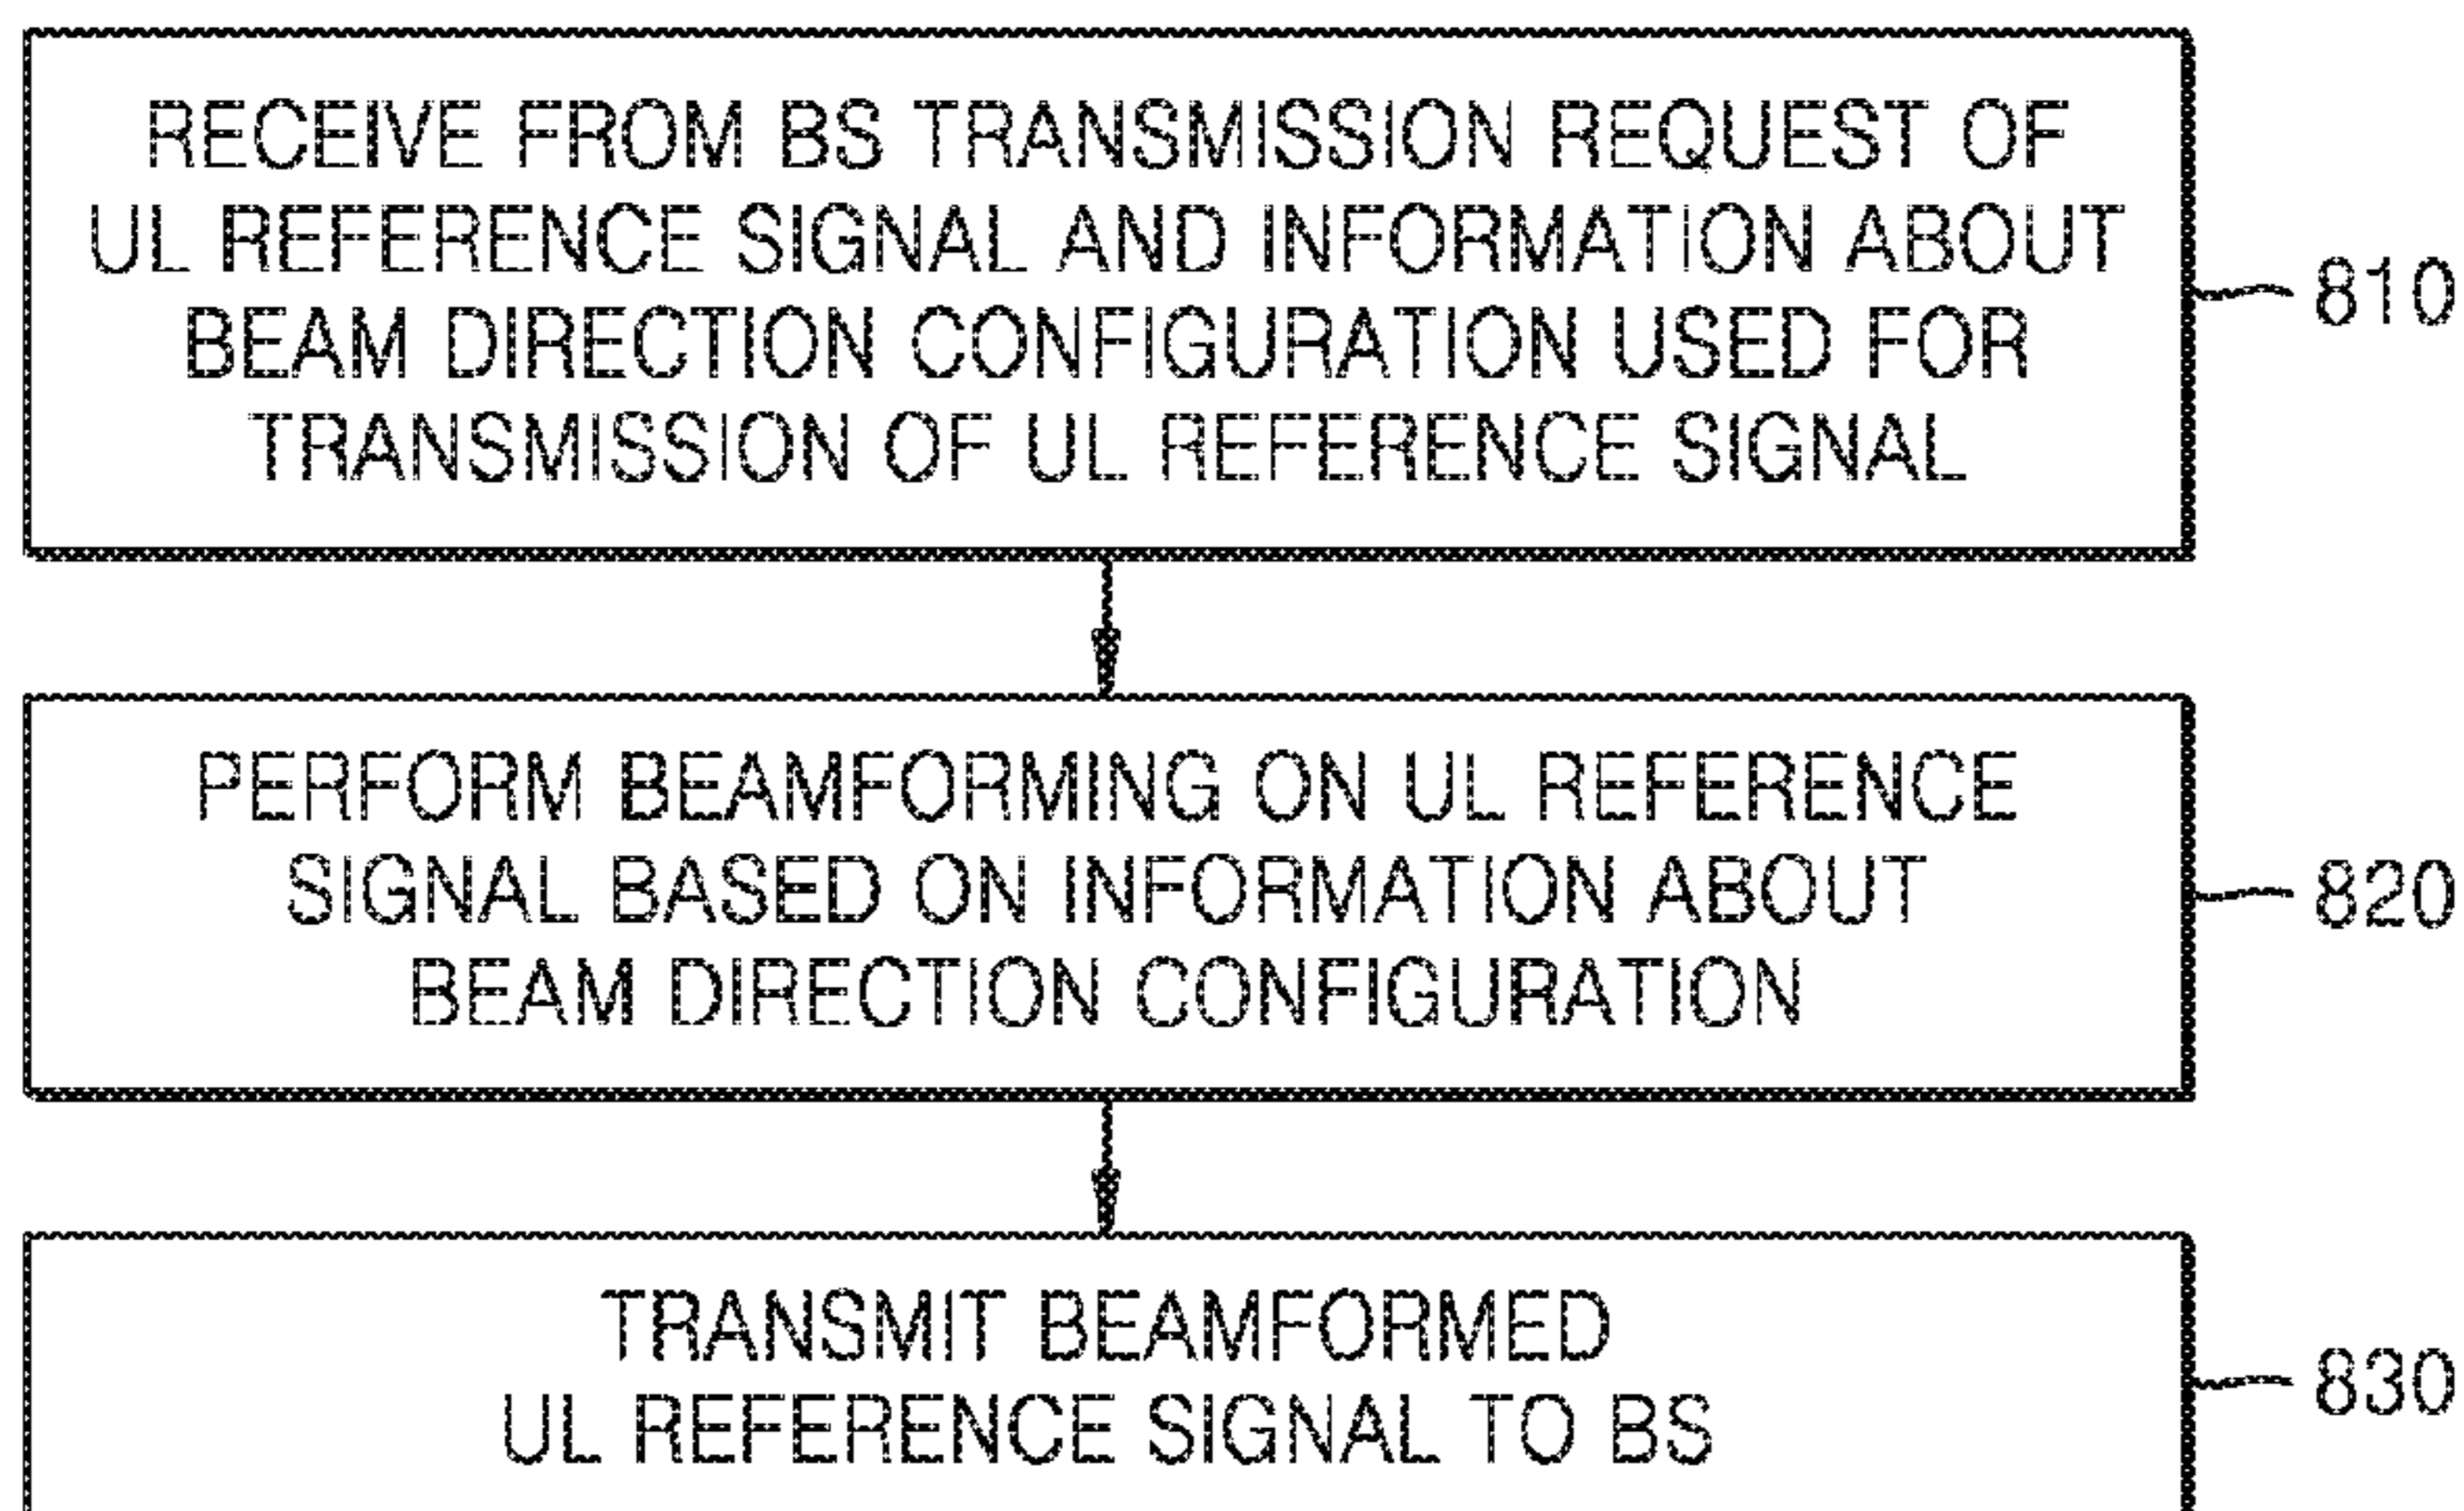 RECEIVE FROM BS TRANSMISSION REQUEST OF
UL REFERENCE SIGNAL AND INFORMATION ABOUT
BEAM DIRECTION CONFIGURATION USED FOR
TRANSMISSION OF UL REFERENCE SIGNAL
810
PERFORM BEAMFORMING ON UL REFERENCE
SIGNAL BASED ON INFORMATION ABOUT
BEAM DIRECTION CONFIGURATION
820
TRANSMIT BEAMFORMED
UL REFERENCE SIGNAL TO BS
830